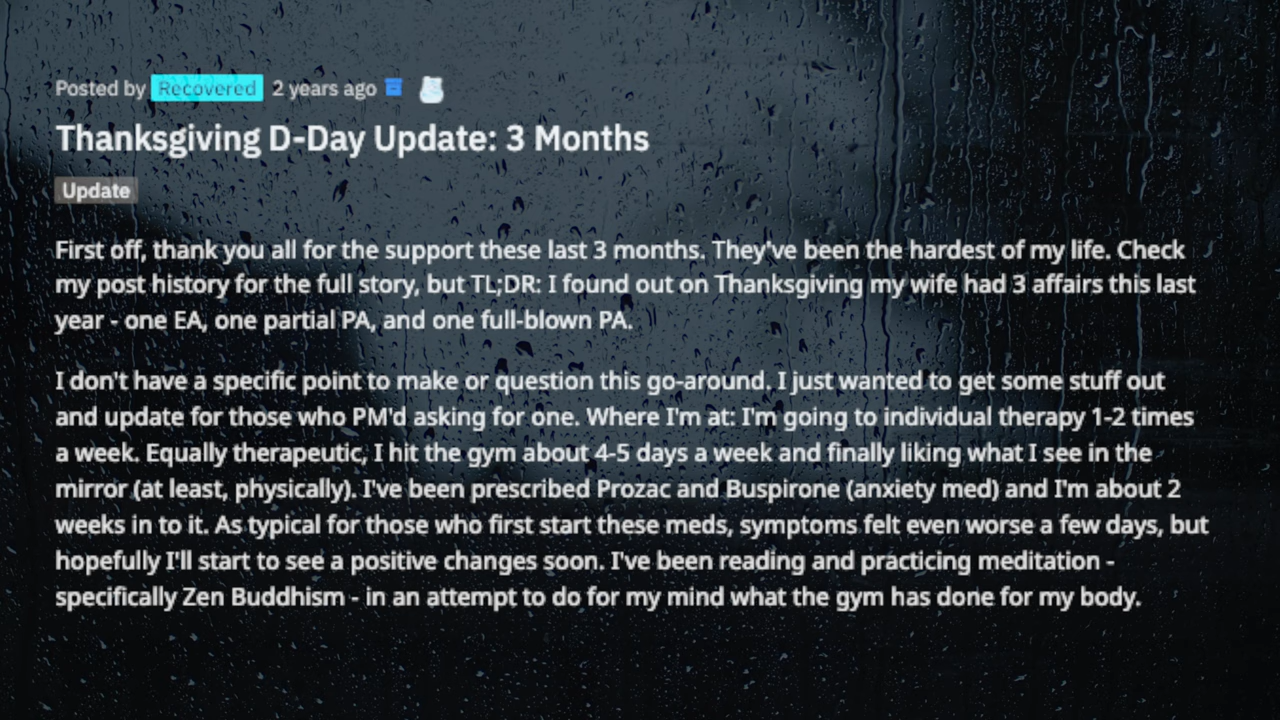 Posted by Recovered 2 years ago
Thanksgiving D-Day Update: 3 Months
Update
First off, thank you all for the support these last 3 months. They've been the hardest of my life. Check
my post history for the full story, but TL;DR: I found out on Thanksgiving my wife had 3 affairs this last
year - one EA, one partial PA, and one full-blown PA.
I don't have a specific point to make or question this go-around. I just wanted to get some stuff out
and update for those who PM'd asking for one. Where I'm at: I'm going to individual therapy 1-2 times
a week. Equally therapeutic, I hit the gym about 4-5 days a week and finally liking what I see in the
mirror (at least, physically). I've been prescribed Prozac and Buspirone (anxiety med) and I'm about 2
weeks in to it. As typical for those who first start these meds, symptoms felt even worse a few days, but
hopefully I'll start to see a positive changes soon. I've been reading and practicing meditation -
specifically Zen Buddhism - in an attempt to do for my mind what the gym has done for my body.